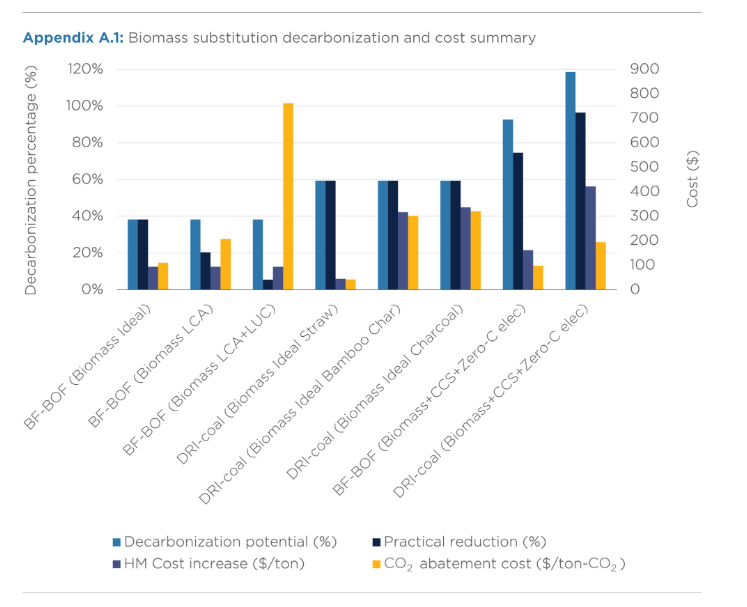 Appendix A.1: Biomass substitution decarbonization and cost summary
Decarbonization percentage (%)
120%
100%
80%
60%
40%
20%
0%
900
800
700
600
500
400
300
200
100
0
Cost ($)
BF-BOF (Biomass Ideal)
BF-BOF (Biomass LCA)
BF-BOF (Biomass LCA+LUC)
DRI-coal (Biomass Ideal Straw)
DRI-coal (Biomass Ideal Bamboo Char)
DRI-coal (Biomass Ideal Charcoal)
BF-BOF (Biomass+CCS+Zero-C elec)
DRI-coal (Biomass+CCS+Zero-C elec)
Decarbonization potential (%)
Practical reduction (%)
HM Cost increase ($/ton)
CO₂ abatement cost ($/ton-CO₂)